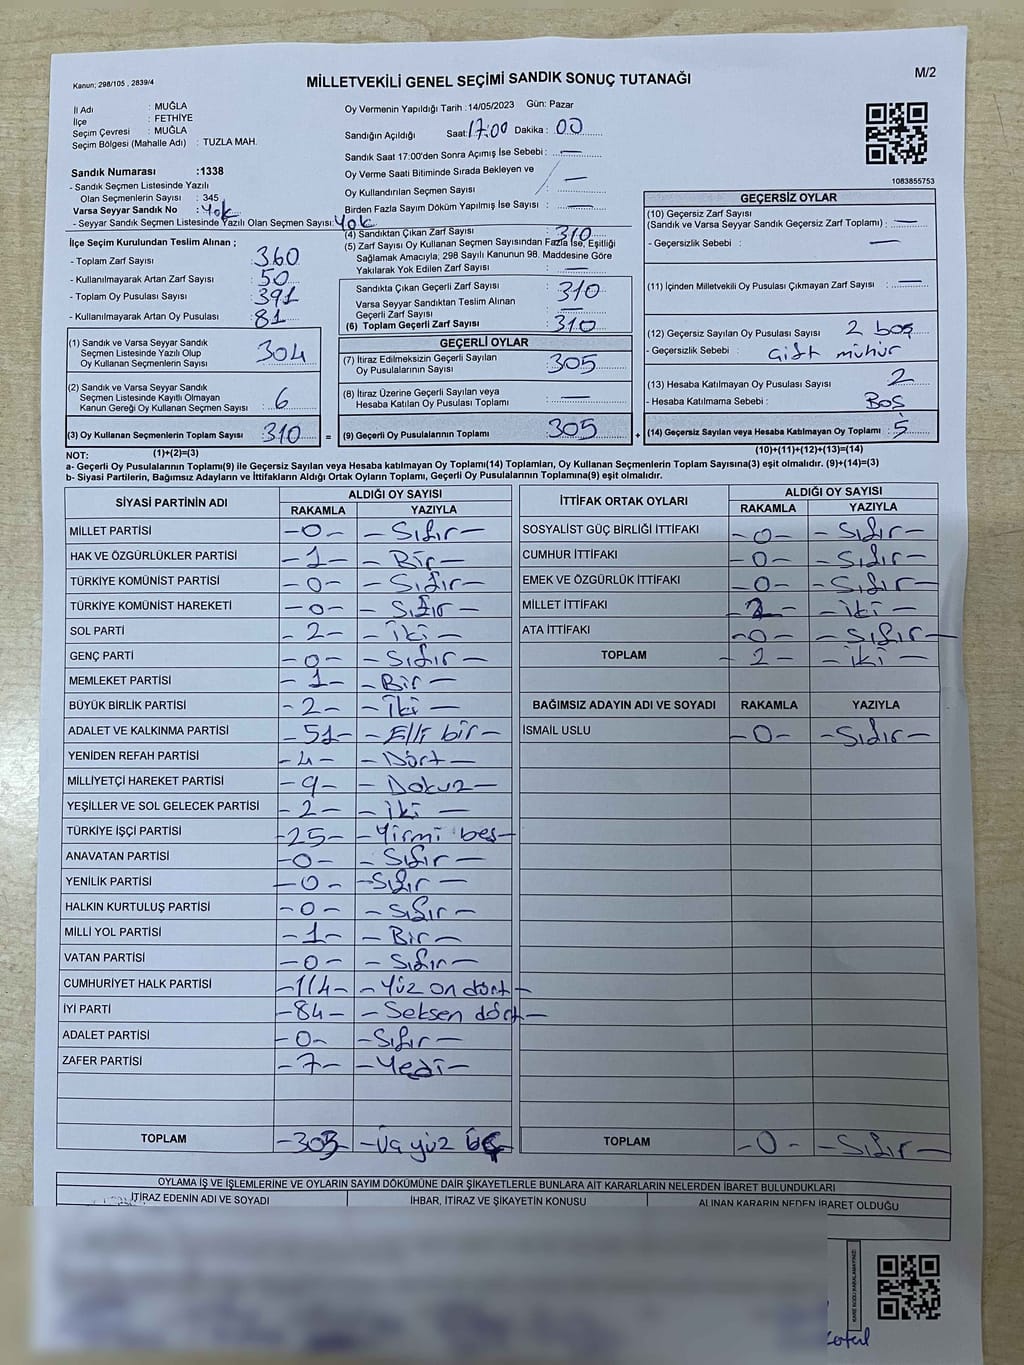 Kanun: 298/105 , 2839/4
MİLLETVEKİLİ GENEL SEÇİMİ SANDIK SONUÇ TUTANAĞI
M/2
İl Adı : MUĞLA
İlçe : FETHİYE
Seçim Çevresi : MUĞLA
Seçim Bölgesi (Mahalle Adı) : TUZLA MAH.
Sandık Numarası :1338
- Sandık Seçmen Listesinde Yazılı
Olan Seçmenlerin Sayısı : 345
Varsa Seyyar Sandık No : Yok
- Seyyar Sandık Seçmen Listesinde Yazılı Olan Seçmen Sayısı: Yok
Oy Vermenin Yapıldığı Tarih : 14/05/2023 Gün: Pazar
Sandığın Açıldığı Saat: 17:00 Dakika : 00
Sandık Saat 17:00'den Sonra Açımış İse Sebebi : —
Oy Verme Saati Bitiminde Sırada Bekleyen ve
Oy Kullandırılan Seçmen Sayısı : —
Birden Fazla Sayım Döküm Yapılmış İse Sayısı : —
1083855753
İlçe Seçim Kurulundan Teslim Alınan ;
- Toplam Zarf Sayısı : 360
- Kullanılmayarak Artan Zarf Sayısı : 50
- Toplam Oy Pusulası Sayısı : 391
- Kullanılmayarak Artan Oy Pusulası : 81
(1) Sandık ve Varsa Seyyar Sandık
Seçmen Listesinde Yazılı Olup
Oy Kullanan Seçmenlerin Sayısı : 304
(2) Sandık ve Varsa Seyyar Sandık
Seçmen Listesinde Kayıtlı Olmayan
Kanun Gereği Oy Kullanan Seçmen Sayısı : 6
(3) Oy Kullanan Seçmenlerin Toplam Sayısı : 310 =
(4) Sandıktan Çıkan Zarf Sayısı : 310
(5) Zarf Sayısı Oy Kullanan Seçmen Sayısından Fazla İse, Eşitliği
Sağlamak Amacıyla, 298 Sayılı Kanunun 98. Maddesine Göre
Yakılarak Yok Edilen Zarf Sayısı : —
Sandıkta Çıkan Geçerli Zarf Sayısı : 310
Varsa Seyyar Sandıktan Teslim Alınan
Geçerli Zarf Sayısı : —
(6) Toplam Geçerli Zarf Sayısı : 310
GEÇERLİ OYLAR
(7) İtiraz Edilmeksizin Geçerli Sayılan
Oy Pusulalarının Sayısı : 305
(8) İtiraz Üzerine Geçerli Sayılan veya
Hesaba Katılan Oy Pusulası Toplamı : —
(9) Geçerli Oy Pusulalarının Toplamı : 305 +
GEÇERSİZ OYLAR
(10) Geçersiz Zarf Sayısı
(Sandık ve Varsa Seyyar Sandık Geçersiz Zarf Toplamı) : —
- Geçersizlik Sebebi : —
(11) İçinden Milletvekili Oy Pusulası Çıkmayan Zarf Sayısı : —
(12) Geçersiz Sayılan Oy Pusulası Sayısı : 2 boş
- Geçersizlik Sebebi : Çift mühür
(13) Hesaba Katılmayan Oy Pusulası Sayısı : 2
- Hesaba Katılmama Sebebi : Boş
(14) Geçersiz Sayılan veya Hesaba Katılmayan Oy Toplamı : 5
NOT: (1)+(2)=(3)
(10)+(11)+(12)+(13)=(14)
a- Geçerli Oy Pusulalarının Toplamı(9) ile Geçersiz Sayılan veya Hesaba katılmayan Oy Toplamı(14) Toplamları, Oy Kullanan Seçmenlerin Toplam Sayısına(3) eşit olmalıdır. (9)+(14)=(3)
b- Siyasi Partilerin, Bağımsız Adayların ve İttifakların Aldığı Ortak Oyların Toplamı, Geçerli Oy Pusulalarının Toplamına(9) eşit olmalıdır.
SİYASİ PARTİNİN ADI ALDIĞI OY SAYISI
RAKAMLA YAZIYLA
MİLLET PARTİSİ -0- - Sıfır -
HAK VE ÖZGÜRLÜKLER PARTİSİ -1- - Bir -
TÜRKİYE KOMÜNİST PARTİSİ -0- - Sıfır -
TÜRKİYE KOMÜNİST HAREKETİ -0- - Sıfır -
SOL PARTİ -2- - İki -
GENÇ PARTİ -0- - Sıfır -
MEMLEKET PARTİSİ -1- - Bir -
BÜYÜK BİRLİK PARTİSİ -2- - İki -
ADALET VE KALKINMA PARTİSİ -51- - Elli bir -
YENİDEN REFAH PARTİSİ -4- - Dört -
MİLLİYETÇİ HAREKET PARTİSİ -9- - Dokuz -
YEŞİLLER VE SOL GELECEK PARTİSİ -2- - İki -
TÜRKİYE İŞÇİ PARTİSİ -25- - Yirmi beş -
ANAVATAN PARTİSİ -0- - Sıfır -
YENİLİK PARTİSİ -0- - Sıfır -
HALKIN KURTULUŞ PARTİSİ -0- - Sıfır -
MİLLİ YOL PARTİSİ -1- - Bir -
VATAN PARTİSİ -0- - Sıfır -
CUMHURİYET HALK PARTİSİ -114- - Yüz on dört -
İYİ PARTİ -84- - Seksen dört -
ADALET PARTİSİ -0- - Sıfır -
ZAFER PARTİSİ -7- - Yedi -
TOPLAM -303- - Üç yüz üç -
İTTİFAK ORTAK OYLARI ALDIĞI OY SAYISI
RAKAMLA YAZIYLA
SOSYALİST GÜÇ BİRLİĞİ İTTİFAKI -0- - Sıfır -
CUMHUR İTTİFAKI -0- - Sıfır -
EMEK VE ÖZGÜRLÜK İTTİFAKI -0- - Sıfır -
MİLLET İTTİFAKI -2- - İki -
ATA İTTİFAKI -0- - Sıfır -
TOPLAM -2- - İki -
BAĞIMSIZ ADAYIN ADI VE SOYADI RAKAMLA YAZIYLA
İSMAİL USLU -0- - Sıfır -
TOPLAM -0- - Sıfır -
OYLAMA İŞ VE İŞLEMLERİNE VE OYLARIN SAYIM DÖKÜMÜNE DAİR ŞİKAYETLERLE BUNLARA AİT KARARLARIN NELERDEN İBARET BULUNDUKLARI
İTİRAZ EDENİN ADI VE SOYADI İHBAR, İTİRAZ VE ŞİKAYETİN KONUSU ALINAN KARARIN NEDEN İBARET OLDUĞU